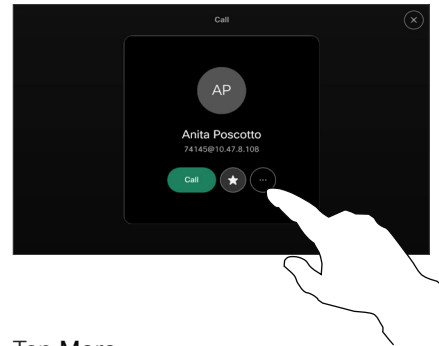 Call
AP
Anita Poscotto
74145@10.47.8.108
Call
Tap More